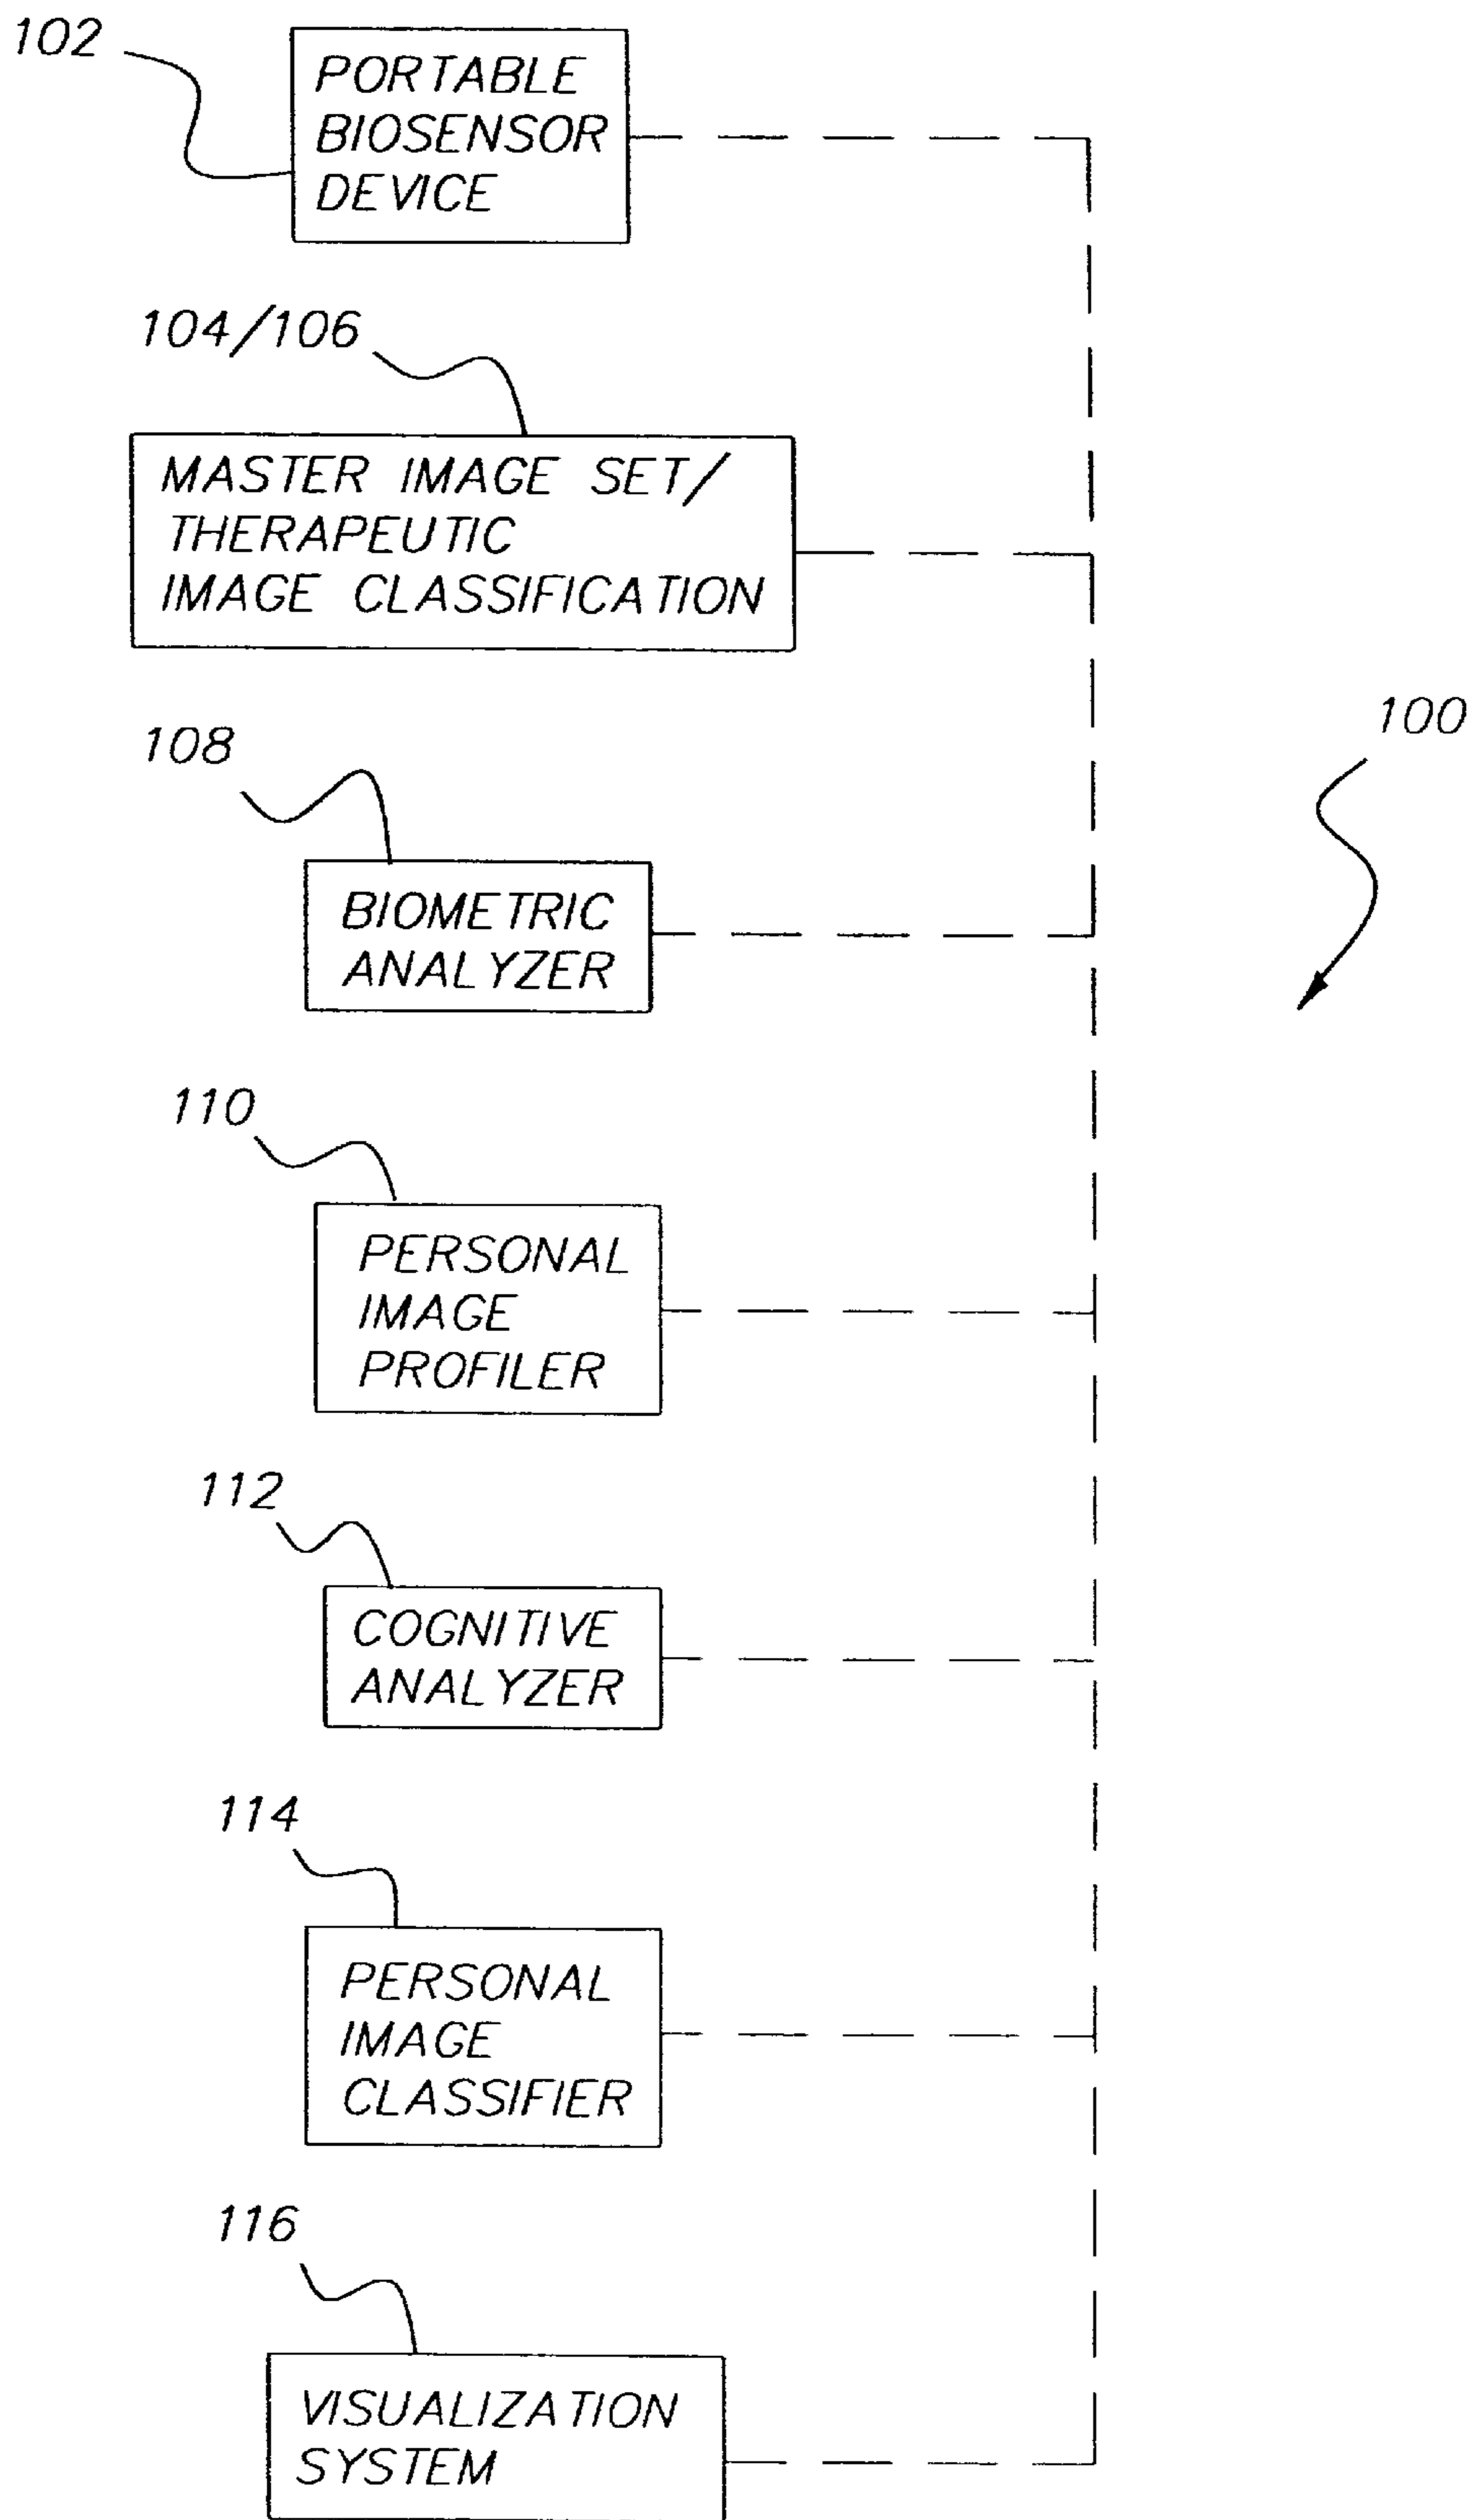 102
PORTABLE
BIOSENSOR
DEVICE
104/106
MASTER IMAGE SET/
THERAPEUTIC
IMAGE CLASSIFICATION
100
108
BIOMETRIC
ANALYZER
110
PERSONAL
IMAGE
PROFILER
112
COGNITIVE
ANALYZER
114
PERSONAL
IMAGE
CLASSIFIER
116
VISUALIZATION
SYSTEM